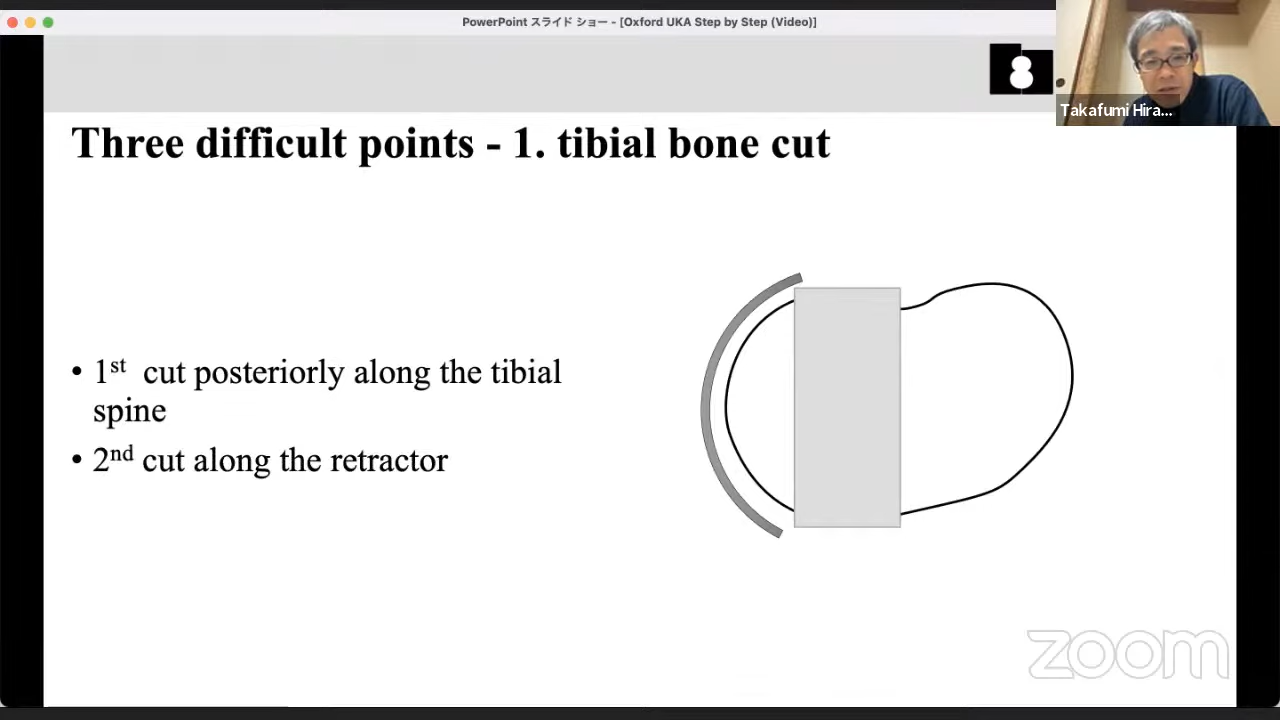 PowerPoint スライド ショー - [Oxford UKA Step by Step (Video)]
Takafumi Hira...
Three difficult points - 1. tibial bone cut
• 1st cut posteriorly along the tibial
spine
• 2nd cut along the retractor
zoom